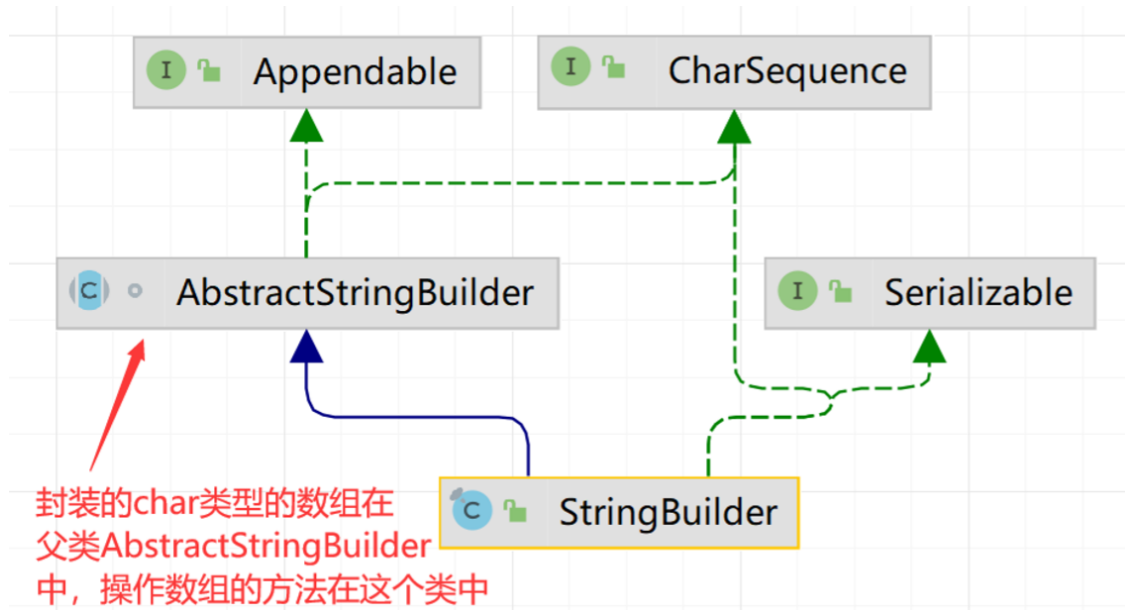 I Appendable
I CharSequence
C AbstractStringBuilder
I Serializable
C StringBuilder
封装的char类型的数组在
父类AbstractStringBuilder
中，操作数组的方法在这个类中